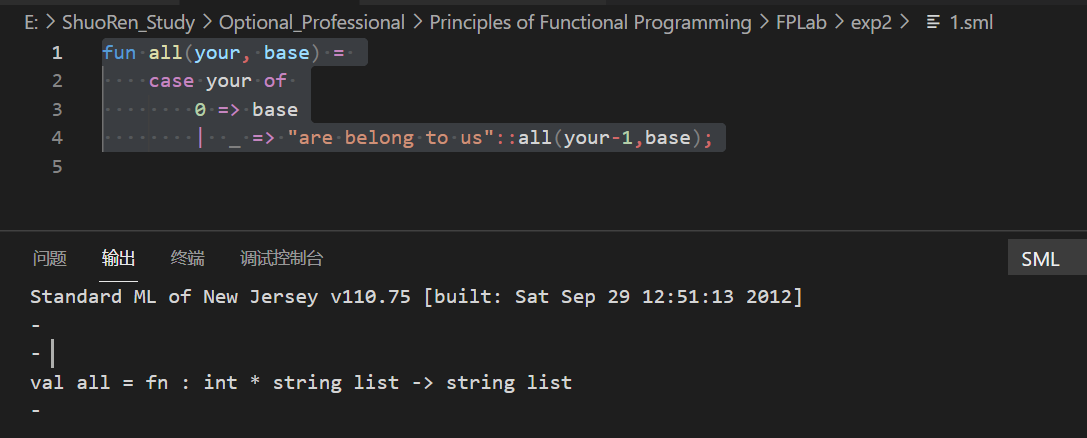 E: > ShuoRen_Study > Optional_Professional > Principles of Functional Programming > FPLab > exp2 > 1.sml
1 fun all(your, base) =
2 case your of
3 0 => base
4 | _ => "are belong to us"::all(your-1,base);
5
问题 输出 终端 调试控制台 SML
Standard ML of New Jersey v110.75 [built: Sat Sep 29 12:51:13 2012]
-
-
val all = fn : int * string list -> string list
-